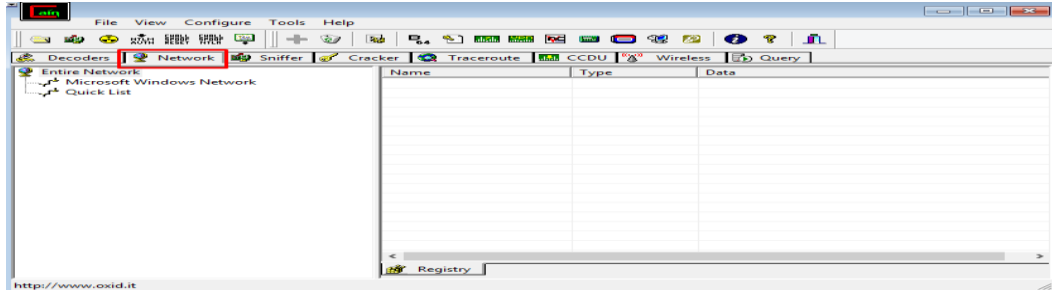 File View Configure Tools Help
Decoders Network Sniffer Cracker Traceroute CCDU Wireless Query
Entire Network
Microsoft Windows Network
Quick List
Name Type Data
Registry
http://www.oxid.it